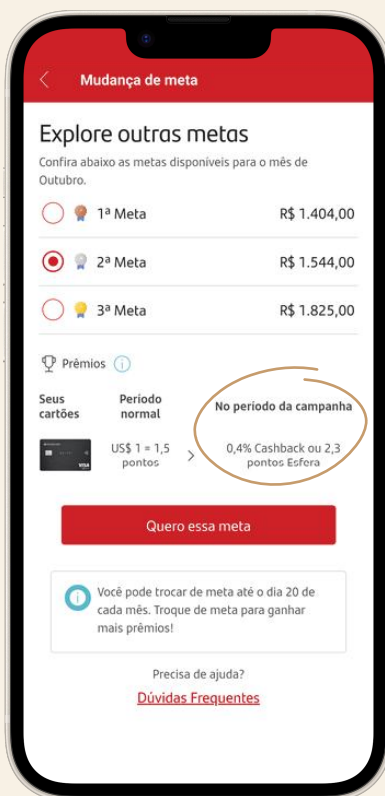 Mudança de meta
Explore outras metas
Confira abaixo as metas disponíveis para o mês de
Outubro.
1ª Meta R$ 1.404,00
2ª Meta R$ 1.544,00
3ª Meta R$ 1.825,00
Prêmios
Seus
cartões
Período
normal
No período da campanha
VISA
US$ 1 = 1,5
pontos
0,4% Cashback ou 2,3
pontos Esfera
Quero essa meta
Você pode trocar de meta até o dia 20 de
cada mês. Troque de meta para ganhar
mais prêmios!
Precisa de ajuda?
Dúvidas Frequentes